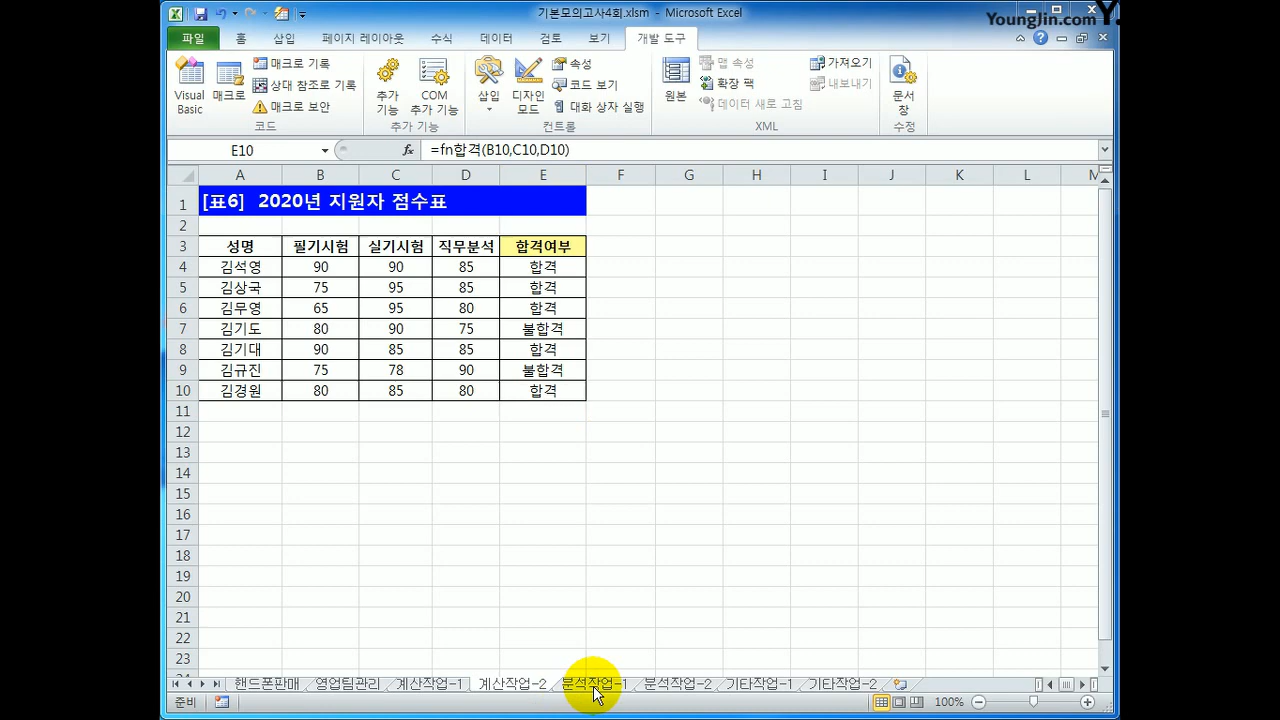 기본모의고사4회.xlsm - Microsoft Excel
YoungJin.com Y.
파일 홈 삽입 페이지 레이아웃 수식 데이터 검토 보기 개발 도구
Visual Basic
매크로
매크로 기록
상대 참조로 기록
매크로 보안
코드
추가 기능
COM 추가 기능
추가 기능
삽입
디자인 모드
속성
코드 보기
대화 상자 실행
컨트롤
원본
맵 속성
확장 팩
데이터 새로 고침
가져오기
내보내기
XML
문서 창
수정
E10 fx =fn합격(B10,C10,D10)
A B C D E F G H I J K L M
1 [표6] 2020년 지원자 점수표
2
3 성명 필기시험 실기시험 직무분석 합격여부
4 김석영 90 90 85 합격
5 김상국 75 95 85 합격
6 김무영 65 95 80 합격
7 김기도 80 90 75 불합격
8 김기대 90 85 85 합격
9 김규진 75 78 90 불합격
10 김경원 80 85 80 합격
11
12
13
14
15
16
17
18
19
20
21
22
23
핸드폰판매 영업팀관리 계산작업-1 계산작업-2 분석작업-1 분석작업-2 기타작업-1 기타작업-2
준비 100%